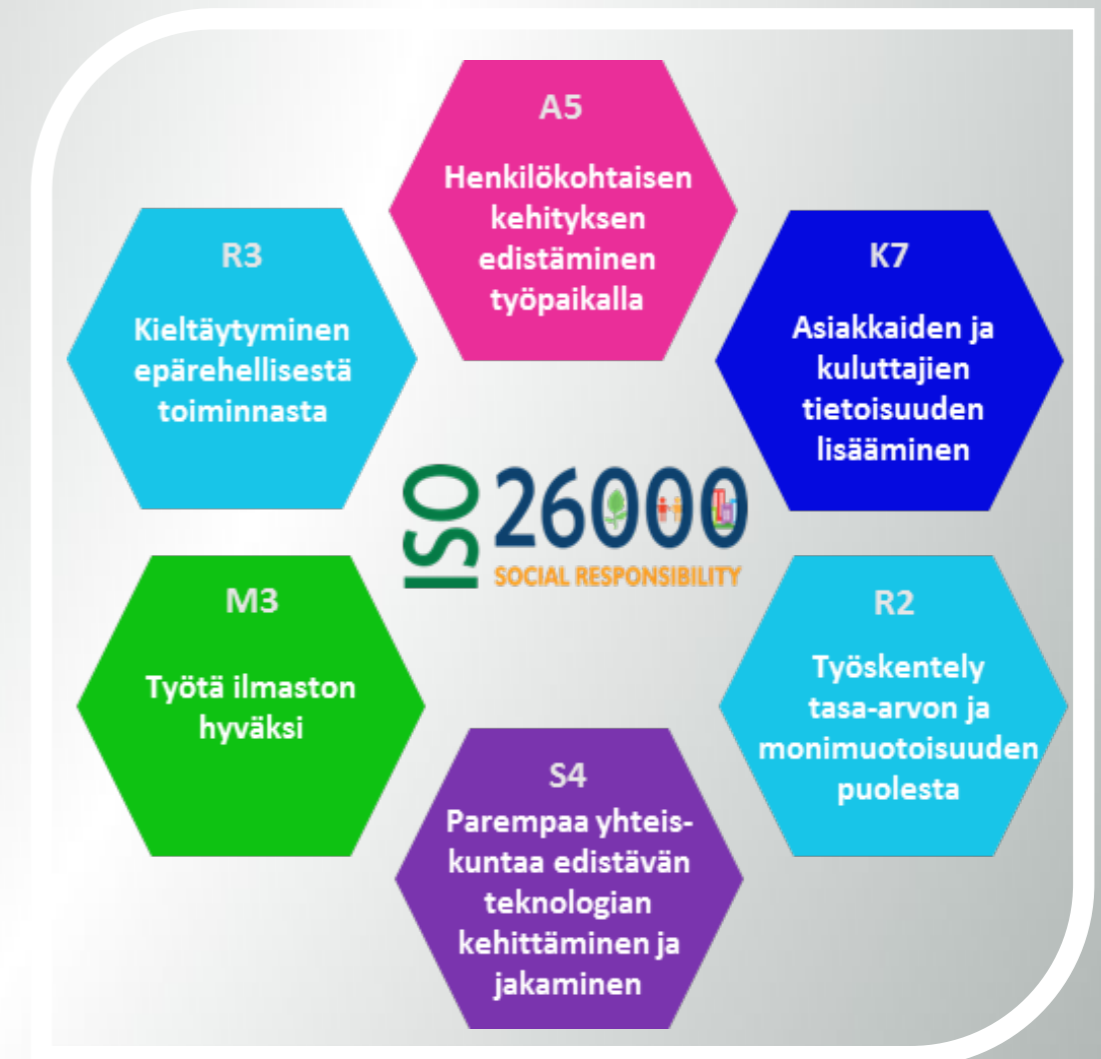 A5
Henkilökohtaisen
kehityksen
edistäminen
työpaikalla
R3
Kieltäytyminen
epärehellisestä
toiminnasta
K7
Asiakkaiden ja
kuluttajien
tietoisuuden
lisääminen
ISO 26000
SOCIAL RESPONSIBILITY
M3
Työtä ilmaston
hyväksi
R2
Työskentely
tasa-arvon ja
monimuotoisuuden
puolesta
S4
Parempaa yhteis-
kuntaa edistävän
teknologian
kehittäminen ja
jakaminen